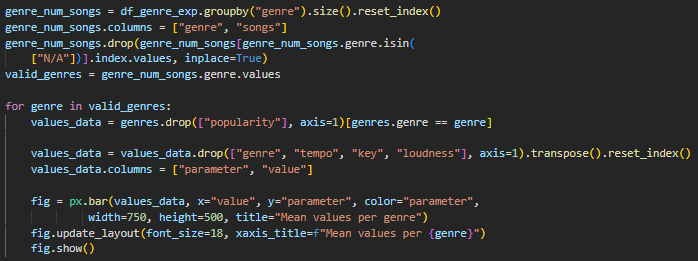 genre_num_songs = df_genre_exp.groupby("genre").size().reset_index()
genre_num_songs.columns = ["genre", "songs"]
genre_num_songs.drop(genre_num_songs[genre_num_songs.genre.isin(
    ["N/A"])].index.values, inplace=True)
valid_genres = genre_num_songs.genre.values

for genre in valid_genres:
    values_data = genres.drop(["popularity"], axis=1)[genres.genre == genre]

    values_data = values_data.drop(["genre", "tempo", "key", "loudness"], axis=1).transpose().reset_index()
    values_data.columns = ["parameter", "value"]

    fig = px.bar(values_data, x="value", y="parameter", color="parameter",
            width=750, height=500, title="Mean values per genre")
    fig.update_layout(font_size=18, xaxis_title=f"Mean values per {genre}")
    fig.show()